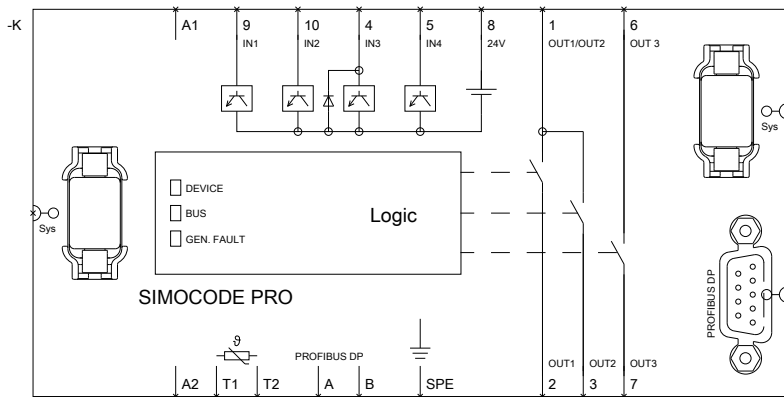 -K
A1 9 10 4 5 8 1 6
IN1 IN2 IN3 IN4 24V OUT1/OUT2 OUT 3
Sys
DEVICE
BUS
GEN. FAULT
Logic
Sys
SIMOCODE PRO
PROFIBUS DP
ϑ
PROFIBUS DP
OUT1 OUT2 OUT3
A2 T1 T2 A B SPE 2 3 7